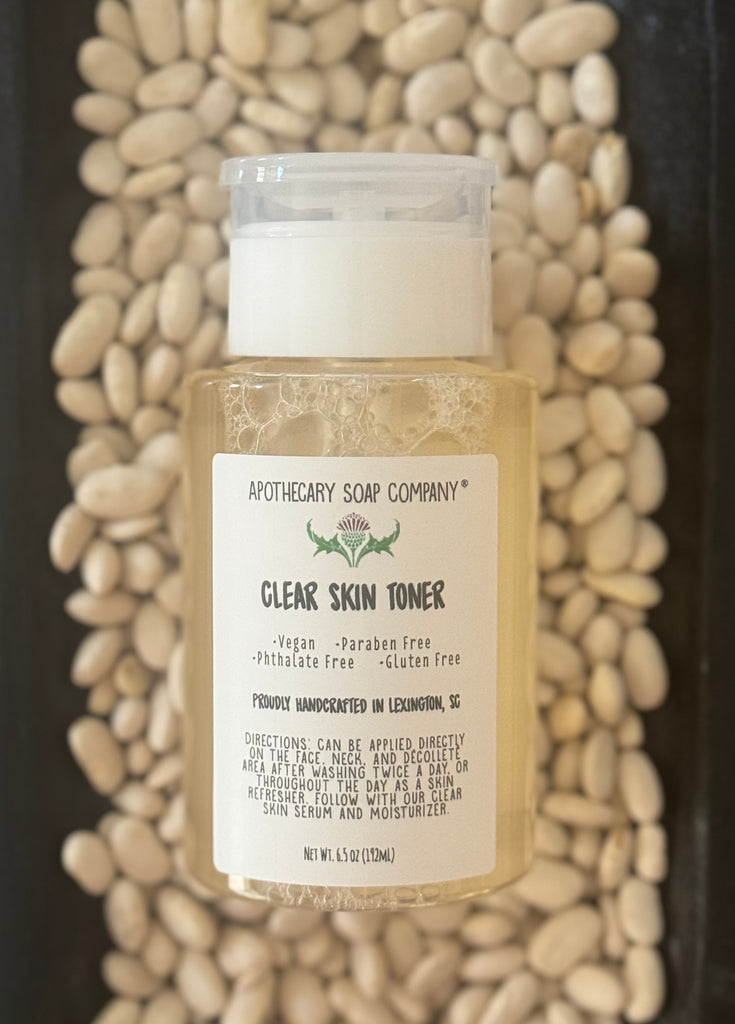 APOTHECARY SOAP COMPANY®
CLEAR SKIN TONER
·Vegan ·Paraben Free
·Phthalate Free ·Gluten Free
PROUDLY HANDCRAFTED IN LEXINGTON, SC
DIRECTIONS: CAN BE APPLIED DIRECTLY
ON THE FACE, NECK, AND DÉCOLLETÉ
AREA AFTER WASHING TWICE A DAY, OR
THROUGHOUT THE DAY AS A SKIN
REFRESHER. FOLLOW WITH OUR CLEAR
SKIN SERUM AND MOISTURIZER.
NET WT. 6.5 OZ (192ML)